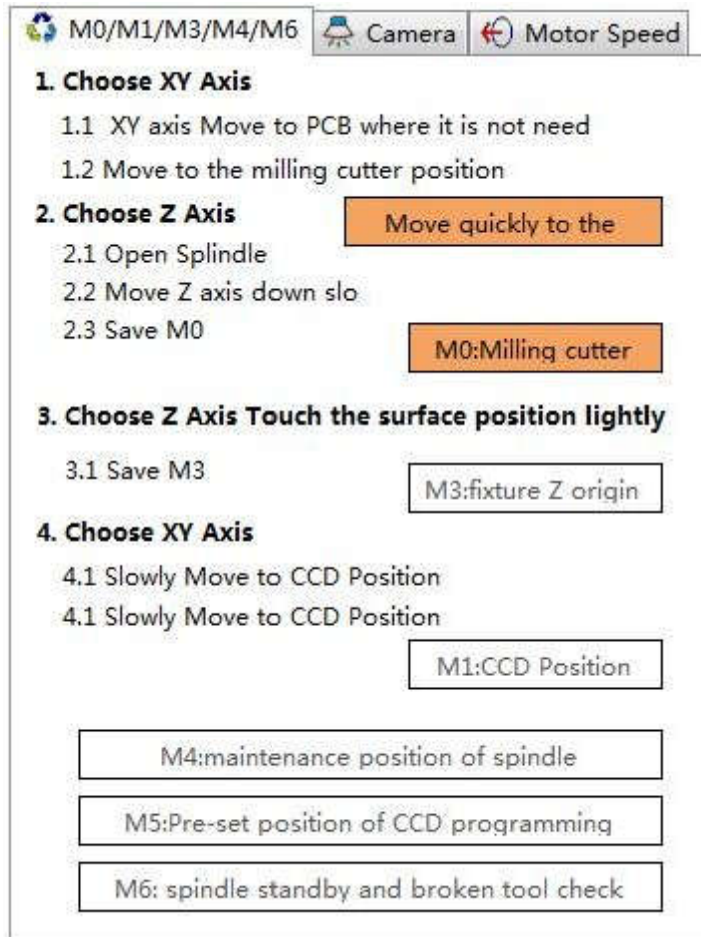 M0/M1/M3/M4/M6 Camera Motor Speed
1. Choose XY Axis
1.1 XY axis Move to PCB where it is not need
1.2 Move to the milling cutter position
2. Choose Z Axis
Move quickly to the
2.1 Open Splindle
2.2 Move Z axis down slo
2.3 Save M0
M0:Milling cutter
3. Choose Z Axis Touch the surface position lightly
3.1 Save M3
M3:fixture Z origin
4. Choose XY Axis
4.1 Slowly Move to CCD Position
4.1 Slowly Move to CCD Position
M1:CCD Position
M4:maintenance position of spindle
M5:Pre-set position of CCD programming
M6: spindle standby and broken tool check